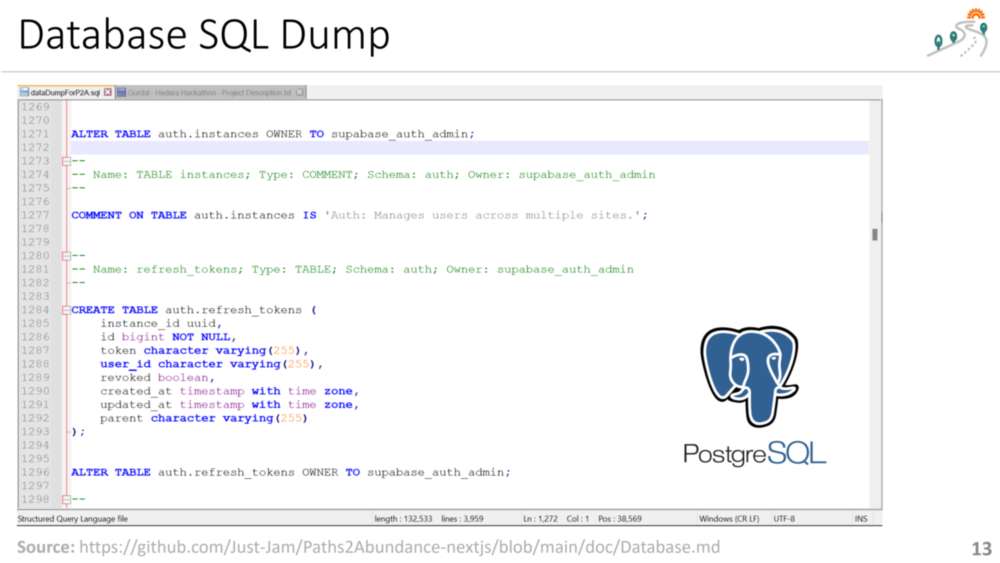 Database SQL Dump
dataDumpForP2A.sql Qurdal - Hedera Hackathon - Project Description.txt
1269
1270
1271 ALTER TABLE auth.instances OWNER TO supabase_auth_admin;
1272
1273 --
1274 -- Name: TABLE instances; Type: COMMENT; Schema: auth; Owner: supabase_auth_admin
1275 --
1276
1277 COMMENT ON TABLE auth.instances IS 'Auth: Manages users across multiple sites.';
1278
1279
1280 --
1281 -- Name: refresh_tokens; Type: TABLE; Schema: auth; Owner: supabase_auth_admin
1282 --
1283
1284 CREATE TABLE auth.refresh_tokens (
1285 instance_id uuid,
1286 id bigint NOT NULL,
1287 token character varying(255),
1288 user_id character varying(255),
1289 revoked boolean,
1290 created_at timestamp with time zone,
1291 updated_at timestamp with time zone,
1292 parent character varying(255)
1293 );
1294
1295
1296 ALTER TABLE auth.refresh_tokens OWNER TO supabase_auth_admin;
1297
1298 --
PostgreSQL
Structured Query Language file length : 132,533 lines : 3,959 Ln : 1,272 Col : 1 Pos : 38,569 Windows (CR LF) UTF-8 INS
Source: https://github.com/Just-Jam/Paths2Abundance-nextjs/blob/main/doc/Database.md
13